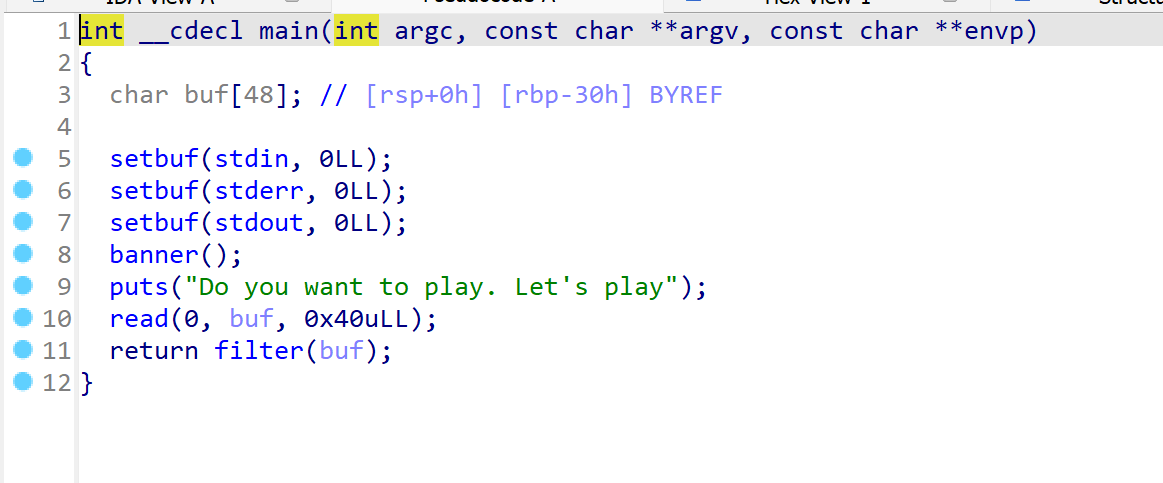 1 int __cdecl main(int argc, const char **argv, const char **envp)
2 {
3 char buf[48]; // [rsp+0h] [rbp-30h] BYREF
4
5 setbuf(stdin, 0LL);
6 setbuf(stderr, 0LL);
7 setbuf(stdout, 0LL);
8 banner();
9 puts("Do you want to play. Let's play");
10 read(0, buf, 0x40uLL);
11 return filter(buf);
12 }